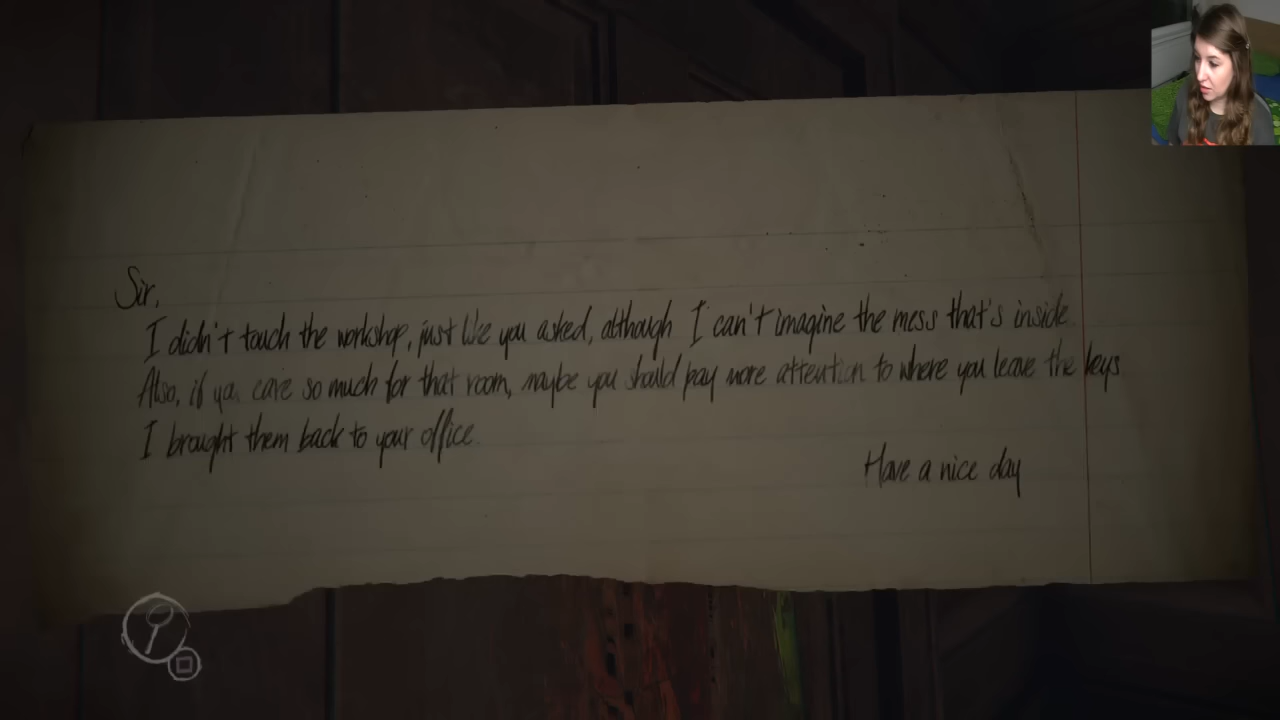 Sir,
I didn't touch the workshop, just like you asked, although I can't imagine the mess that's inside.
Also, if you care so much for that room, maybe you should pay more attention to where you leave the keys.
I brought them back to your office.
Have a nice day